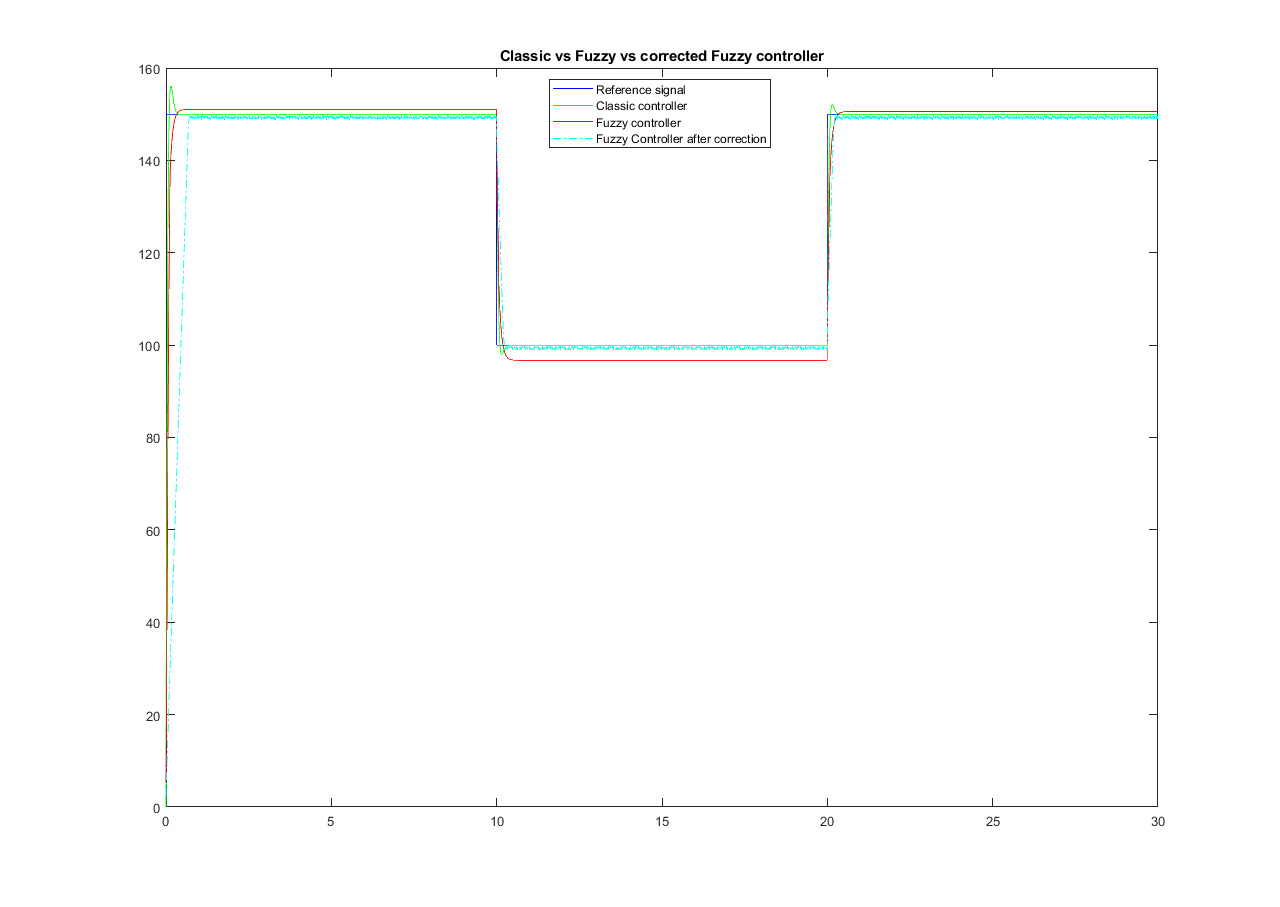 Classic vs Fuzzy vs corrected Fuzzy controller
160
Reference signal
Classic controller
Fuzzy controller
Fuzzy Controller after correction
140
120
100
80
60
40
20
0
0 5 10 15 20 25 30